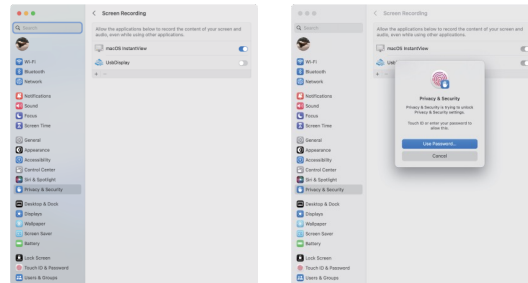 Screen Recording
Search
Allow the applications below to record the content of your screen and
audio, even while using other applications.
macOS InstantView
UsbDisplay
Wi-Fi
Bluetooth
Network
Notifications
Sound
Focus
Screen Time
General
Appearance
Accessibility
Control Center
Siri & Spotlight
Privacy & Security
Desktop & Dock
Displays
Wallpaper
Screen Saver
Battery
Lock Screen
Touch ID & Password
Users & Groups
Screen Recording
Search
Allow the applications below to record the content of your screen and
audio, even while using other applications.
macOS InstantView
Wi-Fi
Bluetooth
Network
Notifications
Sound
Focus
Screen Time
General
Appearance
Accessibility
Control Center
Siri & Spotlight
Privacy & Security
Desktop & Dock
Displays
Wallpaper
Screen Saver
Battery
Lock Screen
Touch ID & Password
Users & Groups
Privacy & Security
Privacy & Security is trying to unlock
Privacy & Security settings.
Touch ID or enter your password to
allow this.
Use Password...
Cancel